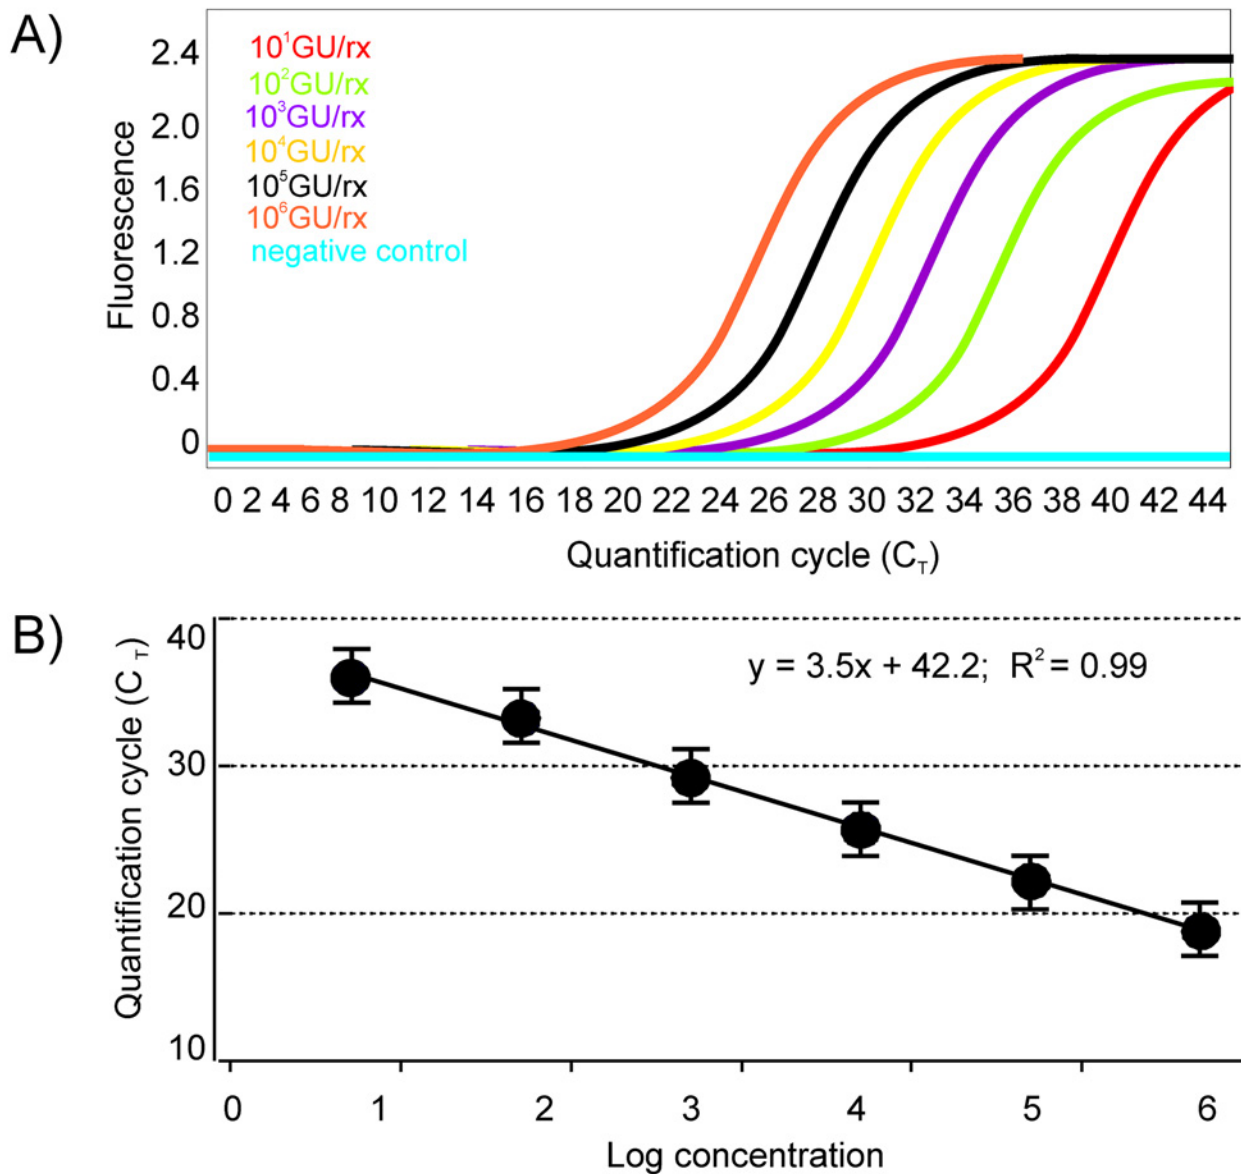 A)
2.4
2.0
1.6
1.2
0.8
0.4
0
Fluorescence
10¹GU/rx
10²GU/rx
10³GU/rx
10⁴GU/rx
10⁵GU/rx
10⁶GU/rx
negative control
0 2 4 6 8 10 12 14 16 18 20 22 24 26 28 30 32 34 36 38 40 42 44
Quantification cycle (C_T)
B)
40
30
20
10
Quantification cycle (C_T)
y = 3.5x + 42.2; R² = 0.99
0 1 2 3 4 5 6
Log concentration